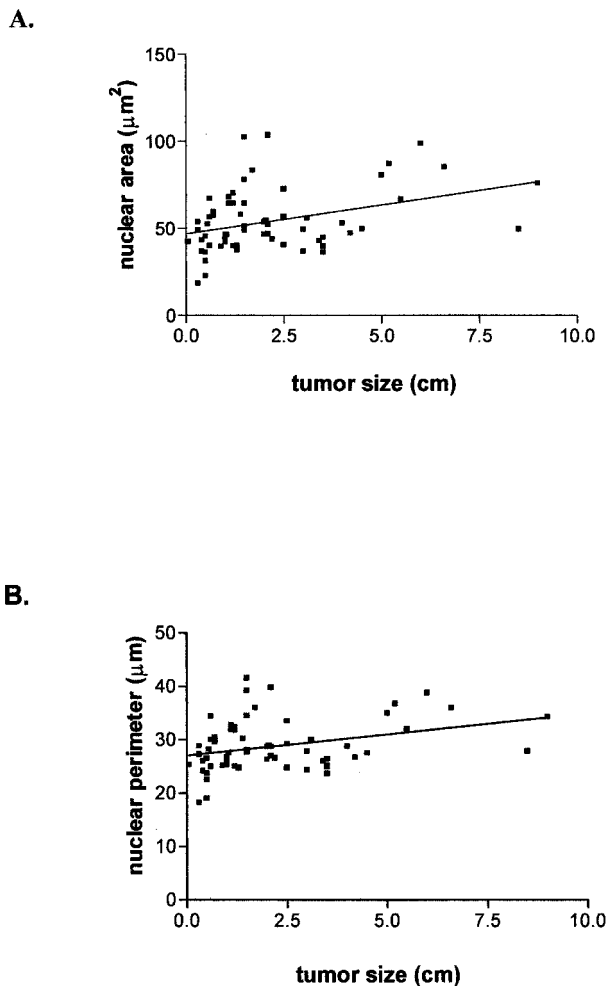 A.
150
100
50
0
nuclear area (μm²)
0.0 2.5 5.0 7.5 10.0
tumor size (cm)
B.
50
40
30
20
10
0
nuclear perimeter (μm)
0.0 2.5 5.0 7.5 10.0
tumor size (cm)